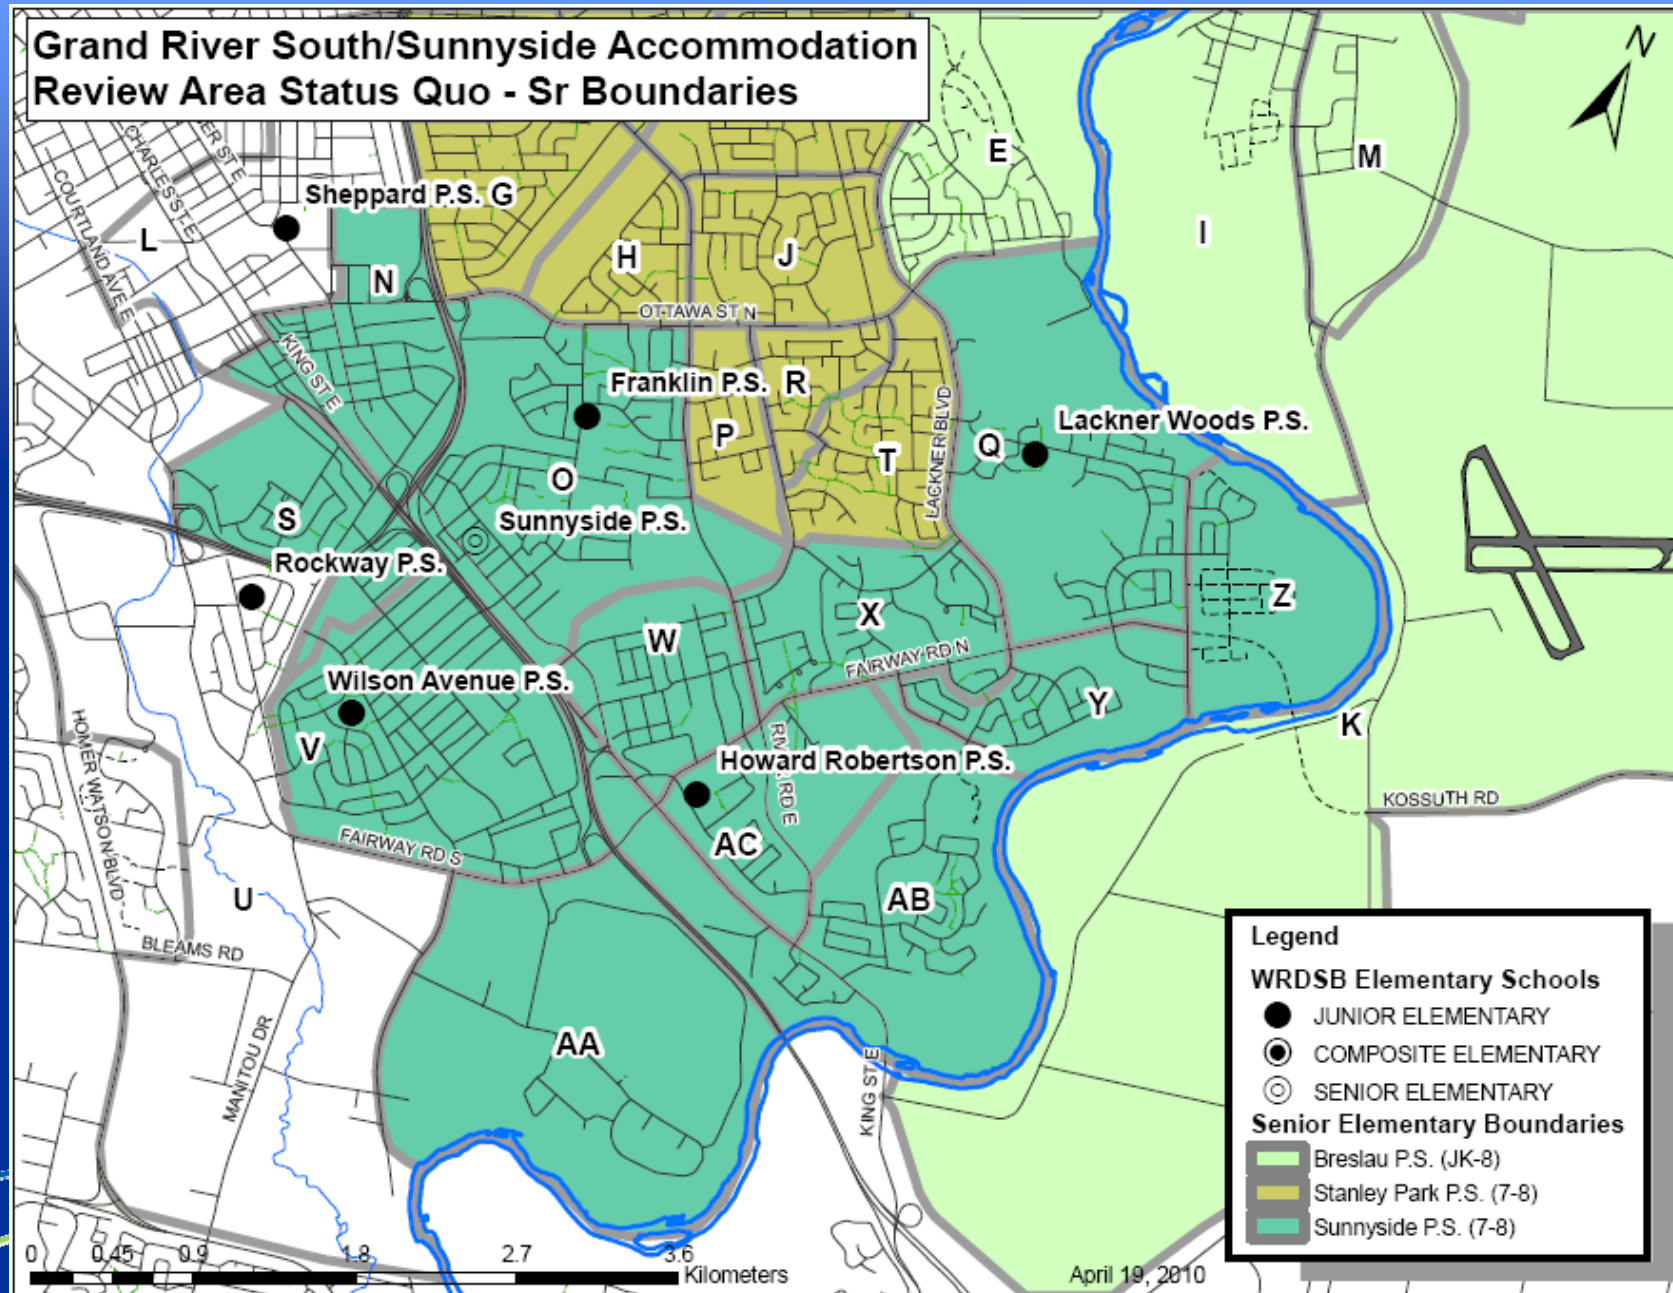 Grand River South/Sunnyside Accommodation
Review Area Status Quo - Sr Boundaries
N
E
M
CHARLES ST E
ER ST E
COURTLAND AVE E
Sheppard P.S.
G
L
I
H
J
N
OTTAWA ST N
KING ST E
Franklin P.S.
R
LACKNER BLVD
Lackner Woods P.S.
P
Q
T
O
S
Sunnyside P.S.
Rockway P.S.
Z
X
W
FAIRWAY RD N
Wilson Avenue P.S.
Y
K
V
HOMER WATSON BLVD
Howard Robertson P.S.
RIVER RD E
KOSSUTH RD
FAIRWAY RD S
AC
U
AB
BLEAMS RD
AA
MANITOU DR
KING ST E
Legend
WRDSB Elementary Schools
JUNIOR ELEMENTARY
COMPOSITE ELEMENTARY
SENIOR ELEMENTARY
Senior Elementary Boundaries
Breslau P.S. (JK-8)
Stanley Park P.S. (7-8)
Sunnyside P.S. (7-8)
0 0.45 0.9 1.8 2.7 3.6
Kilometers
April 19, 2010